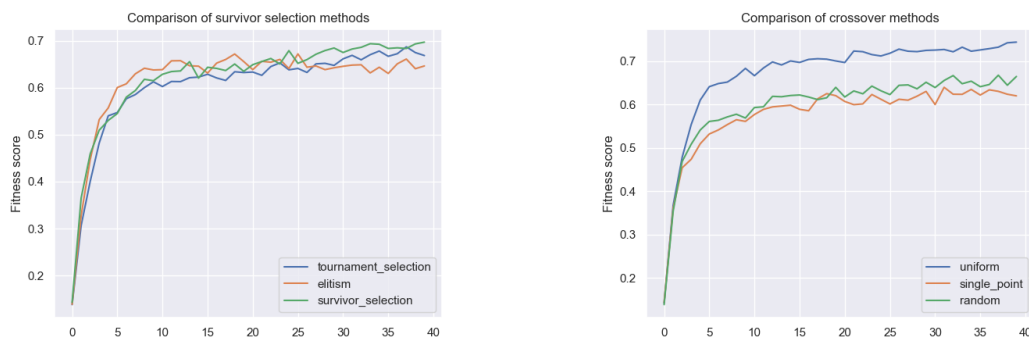 Comparison of survivor selection methods
0.7
0.6
0.5
0.4
0.3
0.2
Fitness score
tournament_selection
elitism
survivor_selection
0 5 10 15 20 25 30 35 40
Comparison of crossover methods
0.7
0.6
0.5
0.4
0.3
0.2
Fitness score
uniform
single_point
random
0 5 10 15 20 25 30 35 40